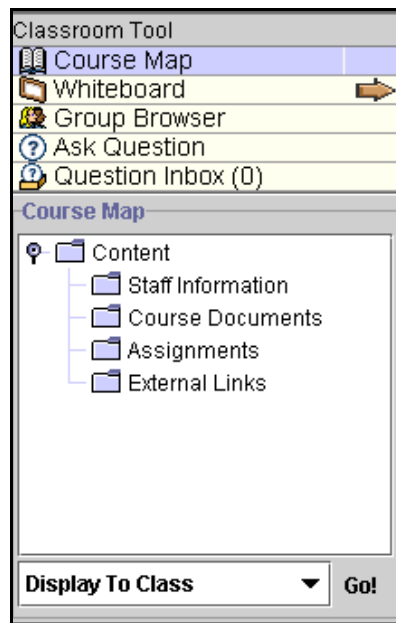 Classroom Tool
Course Map
Whiteboard
Group Browser
Ask Question
Question Inbox (0)
Course Map
Content
Staff Information
Course Documents
Assignments
External Links
Display To Class
Go!